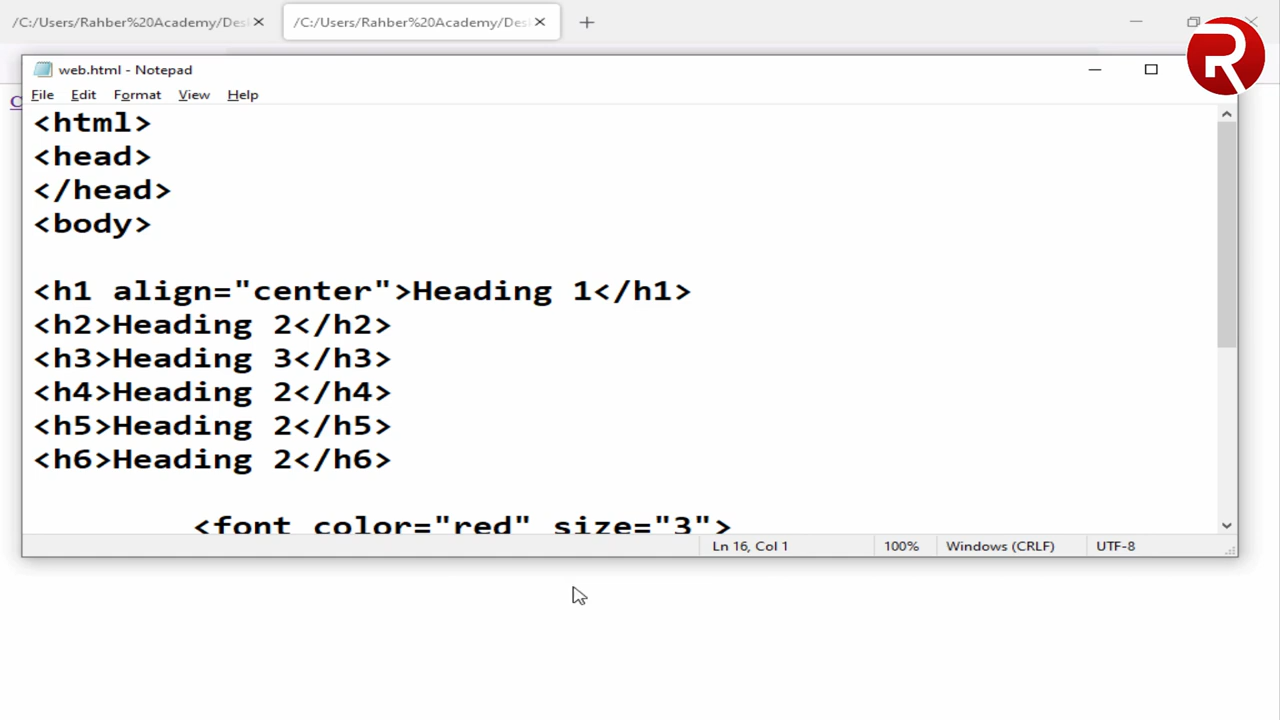 /C:/Users/Rahber%20Academy/Des
/C:/Users/Rahber%20Academy/De
web.html - Notepad
File Edit Format View Help
<html>
<head>
</head>
<body>
<h1 align="center">Heading 1</h1>
<h2>Heading 2</h2>
<h3>Heading 3</h3>
<h4>Heading 2</h4>
<h5>Heading 2</h5>
<h6>Heading 2</h6>
<font color="red" size="3">
Ln 16, Col 1 100% Windows (CRLF) UTF-8
R